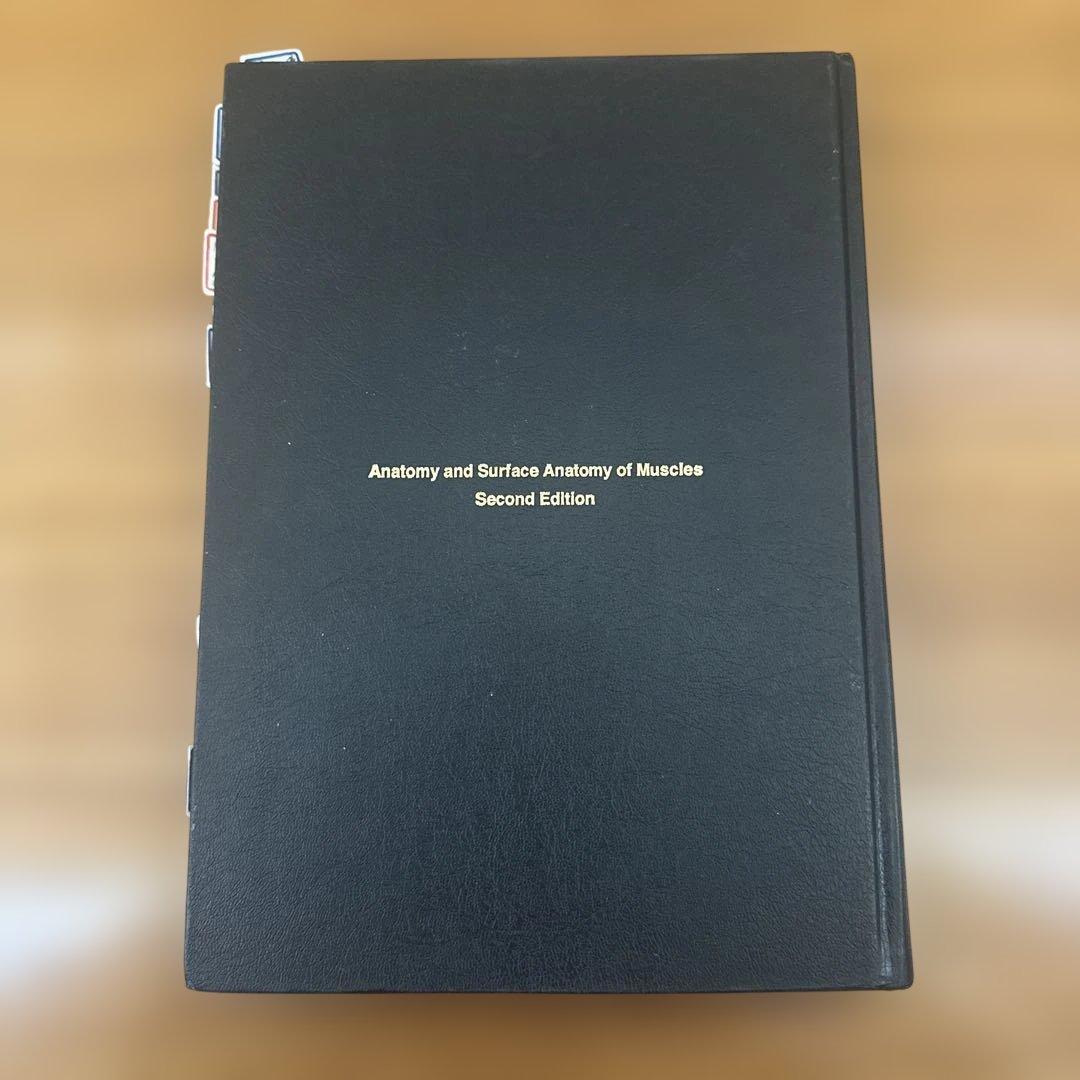 Anatomy and Surface Anatomy of Muscles
Second Edition